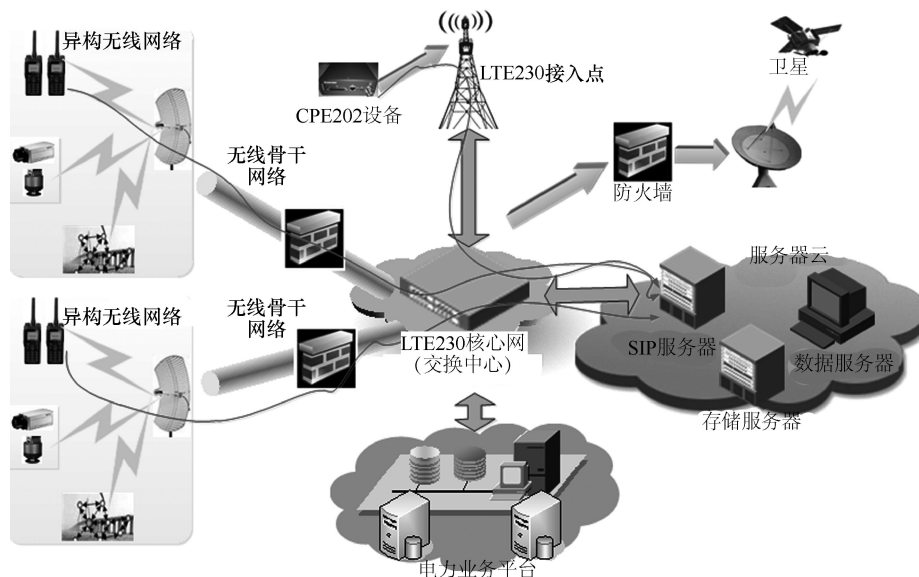 异构无线网络
LTE230接入点
CPE202设备
卫星
无线骨干
网络
防火墙
服务器云
异构无线网络
无线骨干
网络
LTE230核心网
(交换中心)
SIP服务器
数据服务器
存储服务器
电力业务平台